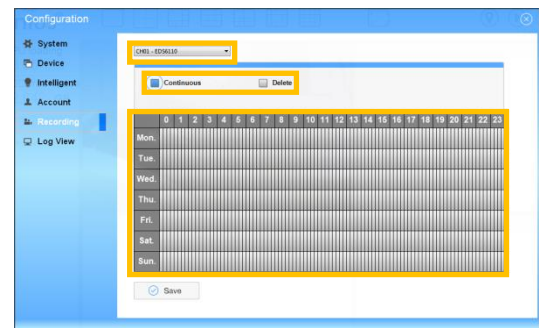 Configuration
System
Device
Intelligent
Account
Recording
Log View
CH01 - EDS6110
Continuous Delete
0 1 2 3 4 5 6 7 8 9 10 11 12 13 14 15 16 17 18 19 20 21 22 23
Mon.
Tue.
Wed.
Thu.
Fri.
Sat.
Sun.
Save